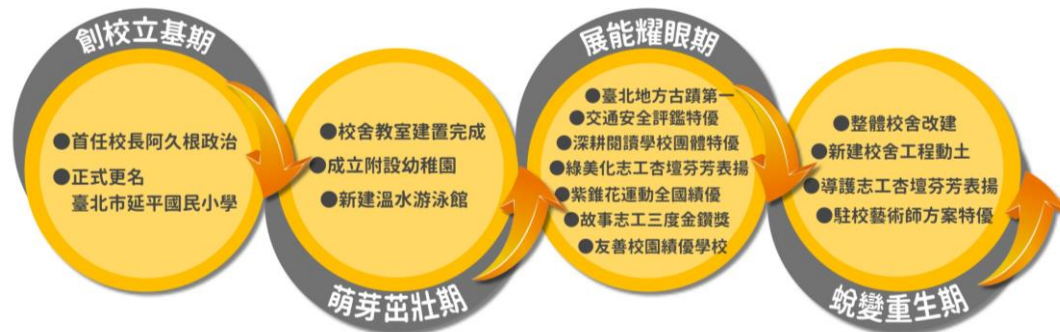 創校立基期
●首任校長阿久根政治
●正式更名
臺北市延平國民小學
●校舍教室建置完成
●成立附設幼稚園
●新建溫水游泳館
萌芽茁壯期
展能耀眼期
●臺北地方古蹟第一
●交通安全評鑑特優
●深耕閱讀學校團體特優
●綠美化志工杏壇芬芳表揚
●紫錐花運動全國績優
●故事志工三度金鑽獎
●友善校園績優學校
●整體校舍改建
●新建校舍工程動土
●導護志工杏壇芬芳表揚
●駐校藝術師方案特優
蛻變重生期